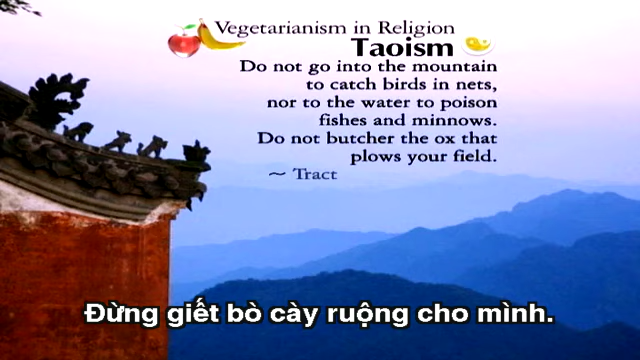 Vegetarianism in Religion
Taoism
Do not go into the mountain
to catch birds in nets,
nor to the water to poison
fishes and minnows.
Do not butcher the ox that
plows your field.
~ Tract
Đừng giết bò cày ruộng cho mình.